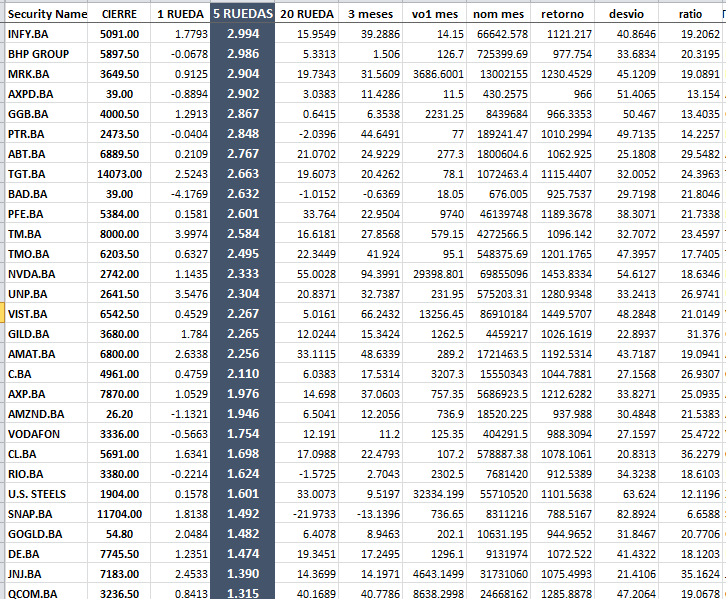 Security Name CIERRE 1 RUEDA 5 RUEDAS 20 RUEDA 3 meses vo1 mes nom mes retorno desvio ratio
INFY.BA 5091.00 1.7793 2.994 15.9549 39.2886 14.15 66642.578 1121.217 40.8646 19.2062
BHP GROUP 5897.50 -0.0678 2.986 5.3313 1.506 126.7 725399.69 977.754 33.6834 20.3195
MRK.BA 3649.50 0.9125 2.904 19.7343 31.5609 3686.6001 13002155 1230.4529 45.1209 19.0891
AXPD.BA 39.00 -0.8894 2.902 3.0383 11.4286 11.5 430.2575 966 51.4065 13.154
GGB.BA 4000.50 1.2913 2.867 0.6415 6.3538 2231.25 8439684 966.3353 50.467 13.4035
PTR.BA 2473.50 -0.0404 2.848 -2.0396 44.6491 77 189241.47 1010.2994 49.7135 14.2257
ABT.BA 6889.50 0.2109 2.767 21.0702 24.9229 277.3 1800604.6 1062.925 25.1808 29.5482
TGT.BA 14073.00 2.5243 2.663 19.6073 20.4262 78.1 1072463.4 1115.4407 32.0052 24.3963
BAD.BA 39.00 -4.1769 2.632 -1.0152 -0.6369 18.05 676.005 925.7537 29.7198 21.8046
PFE.BA 5384.00 0.1581 2.601 33.764 22.9504 9740 46139748 1189.3678 38.3071 21.7338
TM.BA 8000.00 3.9974 2.584 16.6181 27.8568 579.15 4272566.5 1096.142 32.7072 23.4597
TMO.BA 6203.50 0.6327 2.495 22.3449 41.924 95.1 548375.69 1201.1765 47.3957 17.7405
NVDA.BA 2742.00 1.1435 2.333 55.0028 94.3991 29398.801 69855096 1453.8334 54.6127 18.6346
UNP.BA 2641.50 3.5476 2.304 20.8371 32.7387 231.95 575203.31 1280.9348 33.2413 26.9741
VIST.BA 6542.50 0.4529 2.267 5.0161 66.2432 13256.45 86910184 1449.5707 48.2848 21.0149
GILD.BA 3680.00 1.784 2.265 12.0244 15.3424 1262.5 4459217 1026.1619 22.8937 31.376
AMAT.BA 6800.00 2.6338 2.256 33.1115 48.6339 289.2 1721463.5 1192.5314 43.7187 19.0941
C.BA 4961.00 0.4759 2.110 6.0383 17.5314 3207.3 15550343 1044.7881 27.1568 26.9307
AXP.BA 7870.00 1.0529 1.976 14.698 37.0603 757.35 5686923.5 1212.6282 33.8271 25.0935
AMZND.BA 26.20 -1.1321 1.946 6.5041 12.2056 736.9 18520.225 937.988 30.4848 21.5383
VODAFON 3336.00 -0.5663 1.754 12.191 11.2 125.35 404291.5 988.3094 27.1597 25.4722
CL.BA 5691.00 1.6341 1.698 17.0988 22.4793 107.2 578887.38 1078.1061 20.8313 36.2279
RIO.BA 3380.00 -0.2214 1.624 -1.5725 2.7043 2302.5 7681420 912.5389 34.3238 18.6103
U.S. STEELS 1904.00 0.1578 1.601 33.0073 9.5197 32334.199 55710520 1101.5638 63.624 12.1196
SNAP.BA 11704.00 1.8138 1.492 -21.9733 -13.1396 736.65 8311216 788.5167 82.8924 6.6588
GOGLD.BA 54.80 2.0484 1.482 6.4078 8.9463 202.1 10631.195 944.9652 31.8467 20.7706
DE.BA 7745.50 1.2351 1.474 19.3451 17.2495 1296.1 9131974 1072.522 41.4322 18.1203
JNJ.BA 7183.00 2.4533 1.390 14.3699 14.1971 4643.1499 31731060 1075.4993 21.4106 35.1624
QCOM.BA 3236.50 0.8413 1.315 40.1689 40.7786 8638.2998 24668162 1285.8878 47.2064 19.0678